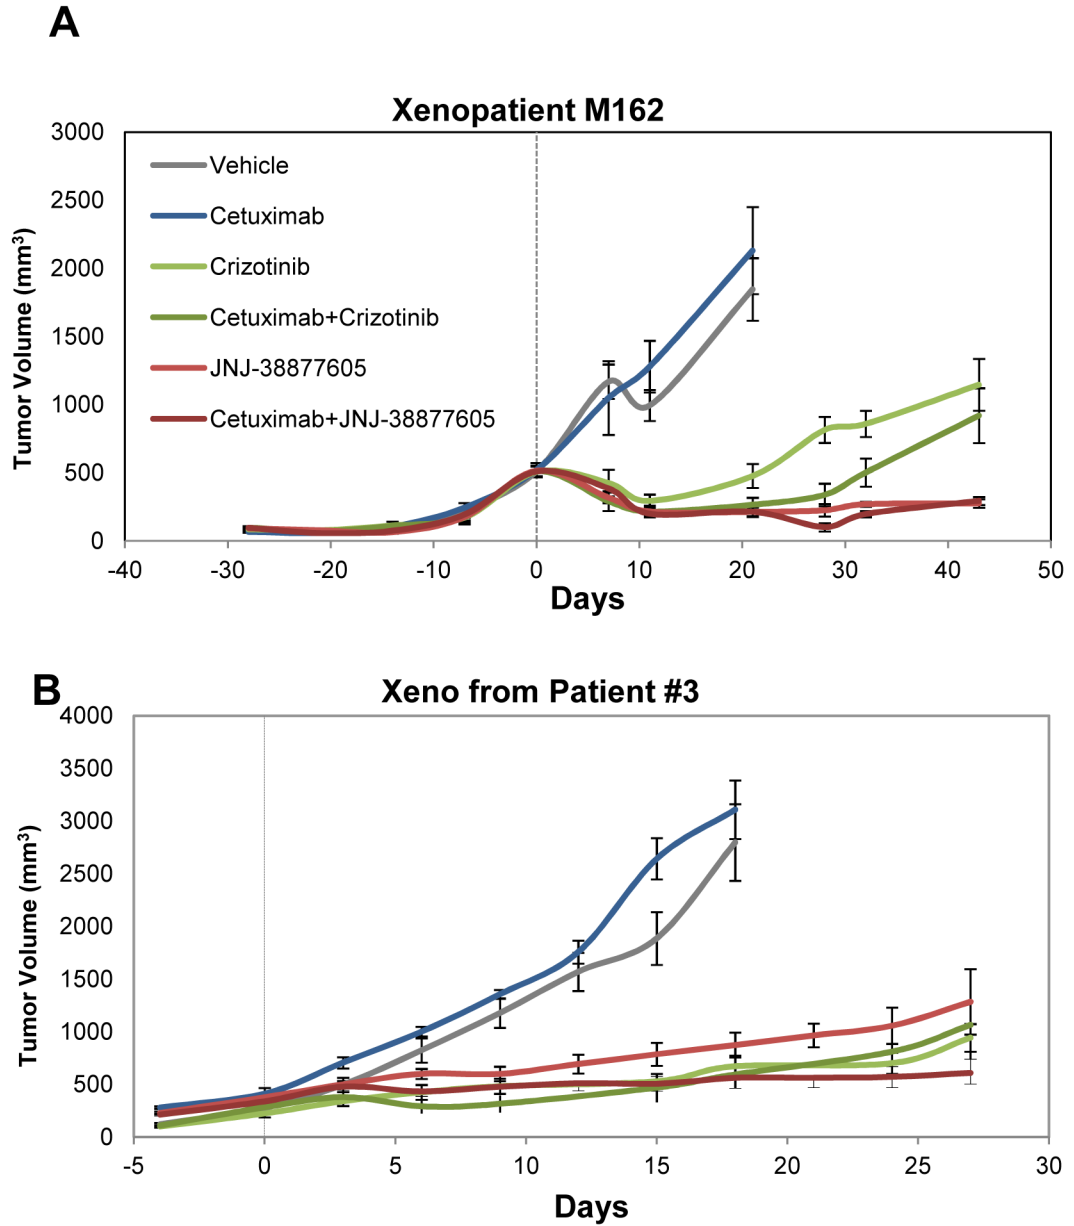 A
Xenopatient M162
Tumor Volume (mm³)
3000
2500
2000
1500
1000
500
0
Vehicle
Cetuximab
Crizotinib
Cetuximab+Crizotinib
JNJ-38877605
Cetuximab+JNJ-38877605
-40 -30 -20 -10 0 10 20 30 40 50
Days
B
Xeno from Patient #3
Tumor Volume (mm³)
4000
3500
3000
2500
2000
1500
1000
500
0
-5 0 5 10 15 20 25 30
Days